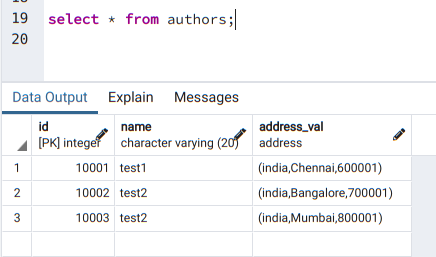 19 select * from authors;
20
Data Output Explain Messages
id name address_val
[PK] integer character varying (20) address
1 10001 test1 (india,Chennai,600001)
2 10002 test2 (india,Bangalore,700001)
3 10003 test2 (india,Mumbai,800001)